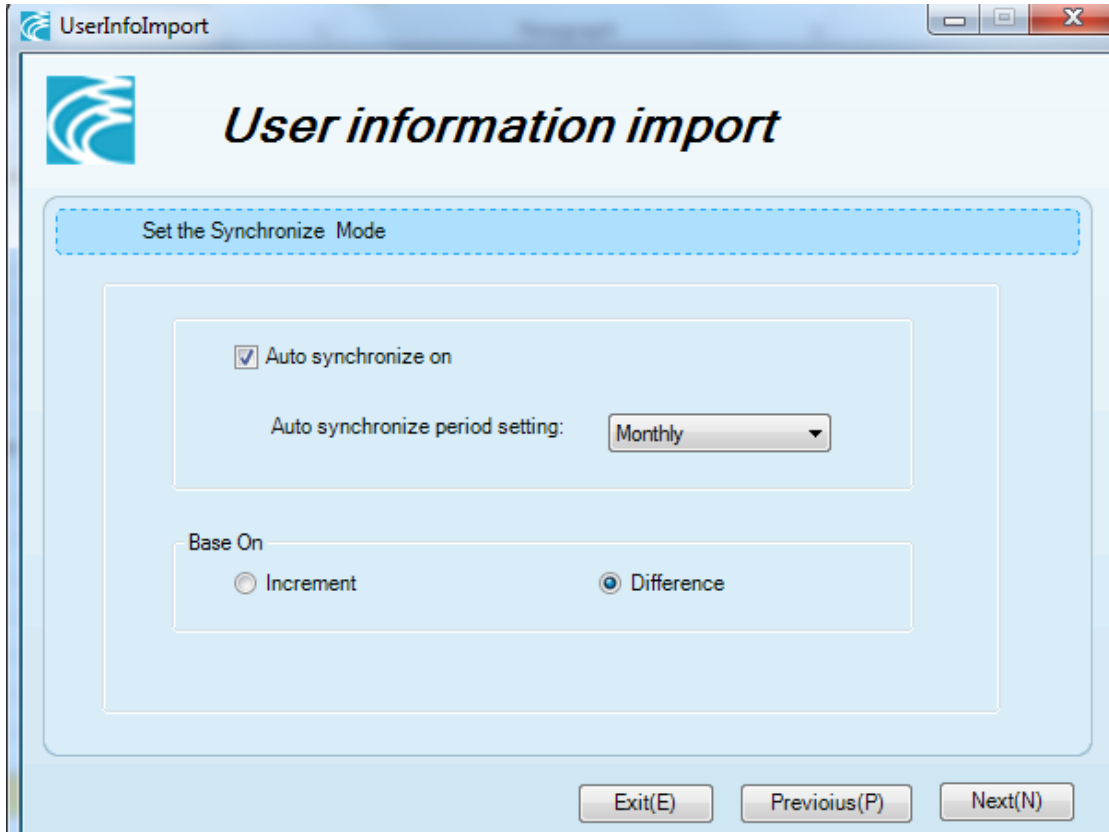 UserInfoImport
User information import
Set the Synchronize Mode
Auto synchronize on
Auto synchronize period setting: Monthly
Base On
Increment Difference
Exit(E) Previoius(P) Next(N)